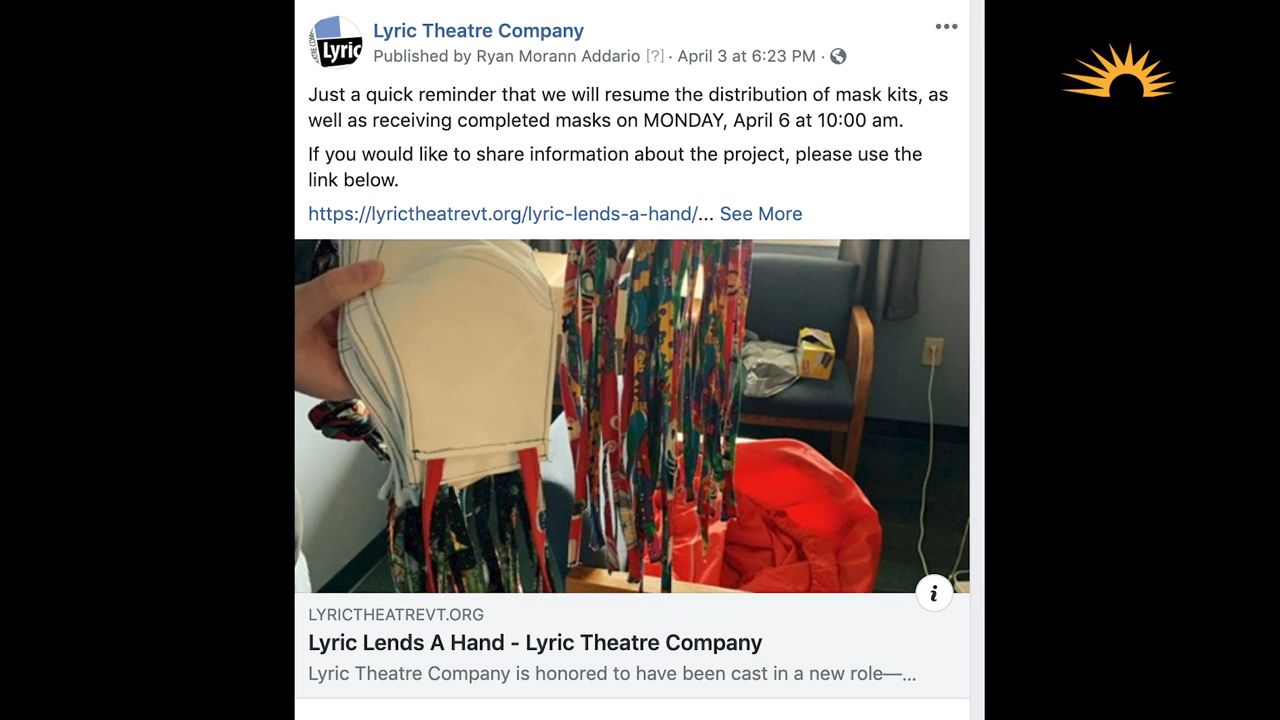 Lyric
Lyric Theatre Company
Published by Ryan Morann Addario [?] · April 3 at 6:23 PM ·
Just a quick reminder that we will resume the distribution of mask kits, as
well as receiving completed masks on MONDAY, April 6 at 10:00 am.
If you would like to share information about the project, please use the
link below.
https://lyrictheatrevt.org/lyric-lends-a-hand/... See More
i
LYRICTHEATREVT.ORG
Lyric Lends A Hand - Lyric Theatre Company
Lyric Theatre Company is honored to have been cast in a new role—...